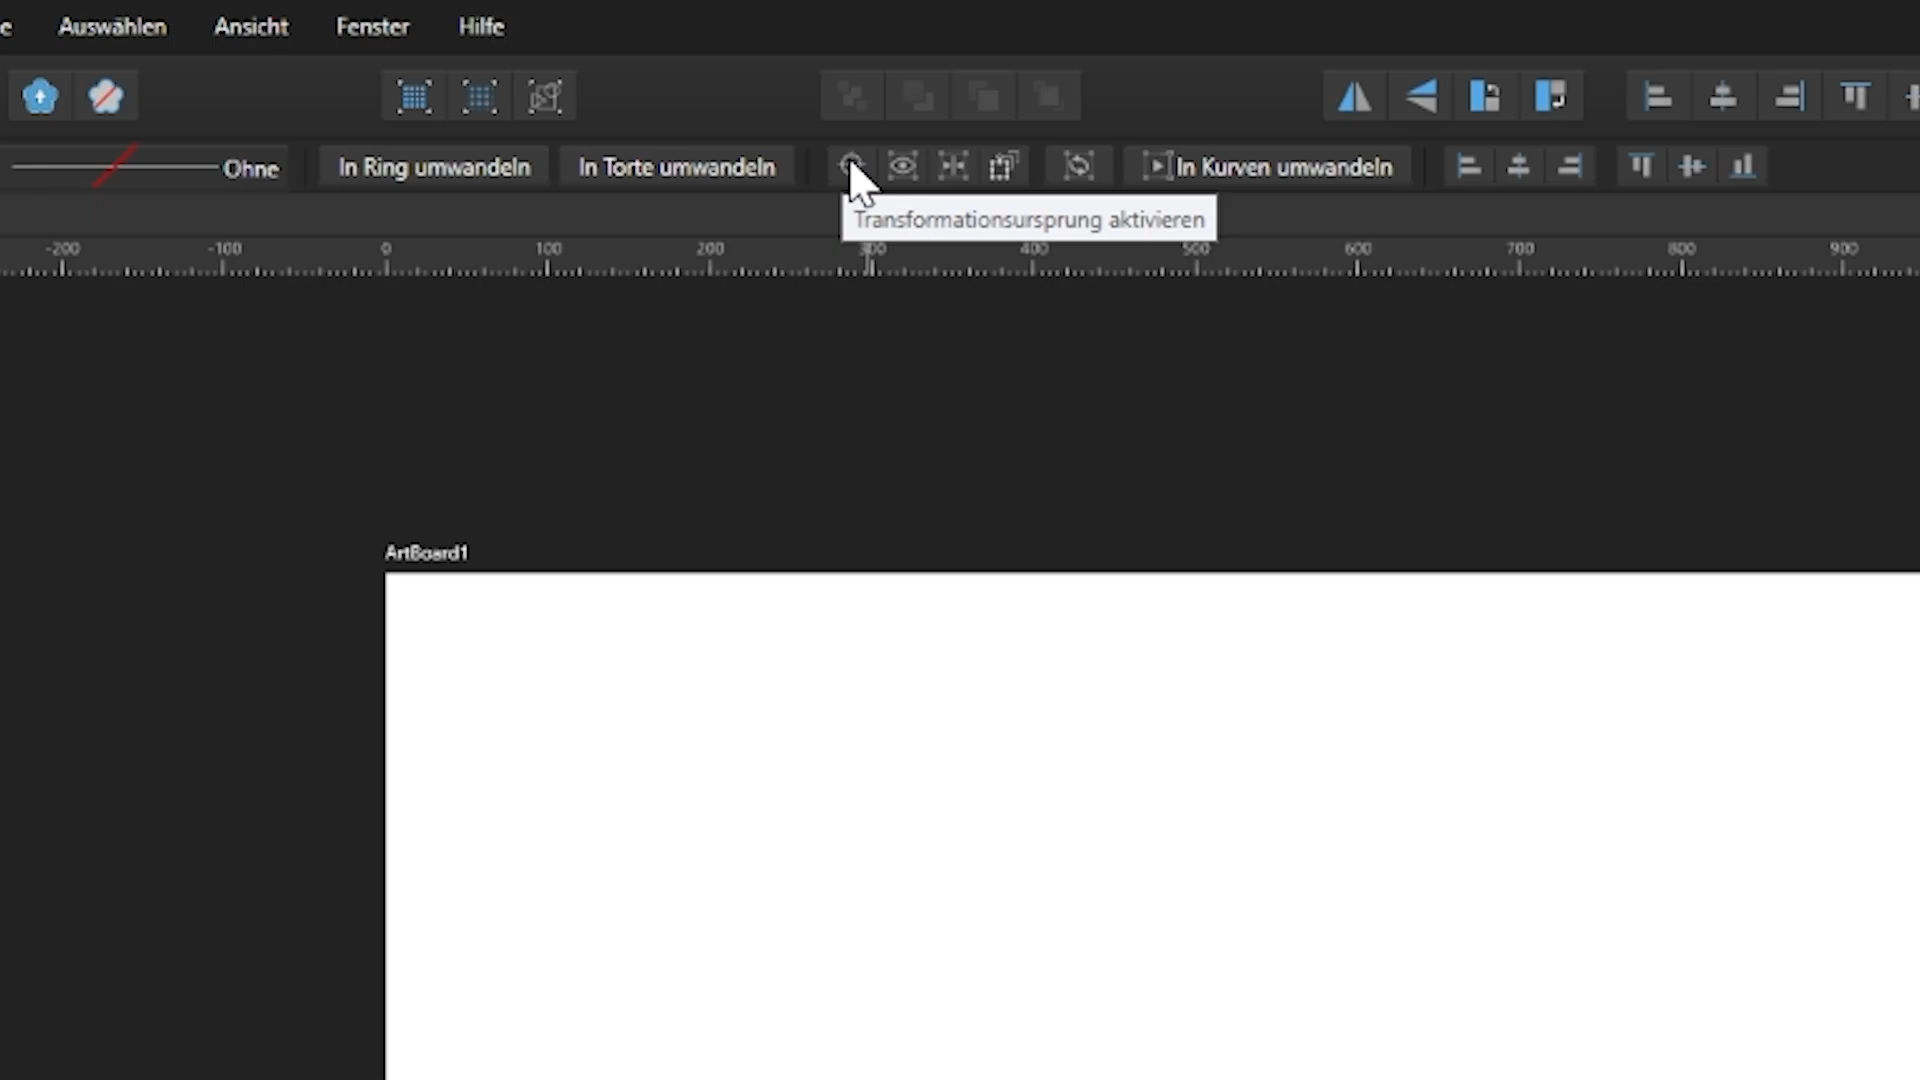 e Auswählen Ansicht Fenster Hilfe
Ohne In Ring umwandeln In Torte umwandeln In Kurven umwandeln
Transformationsursprung aktivieren
-200 -100 0 100 200 300 400 500 600 700 800 900
ArtBoard1